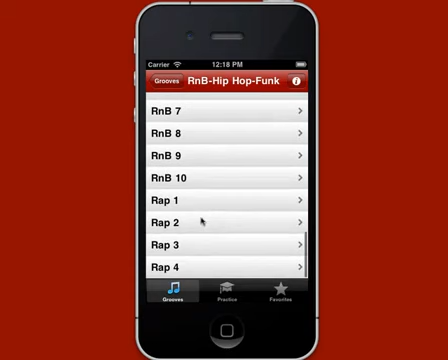 Carrier 12:18 PM
Grooves RnB-Hip Hop-Funk
RnB 7
RnB 8
RnB 9
RnB 10
Rap 1
Rap 2
Rap 3
Rap 4
Grooves Practice Favorites